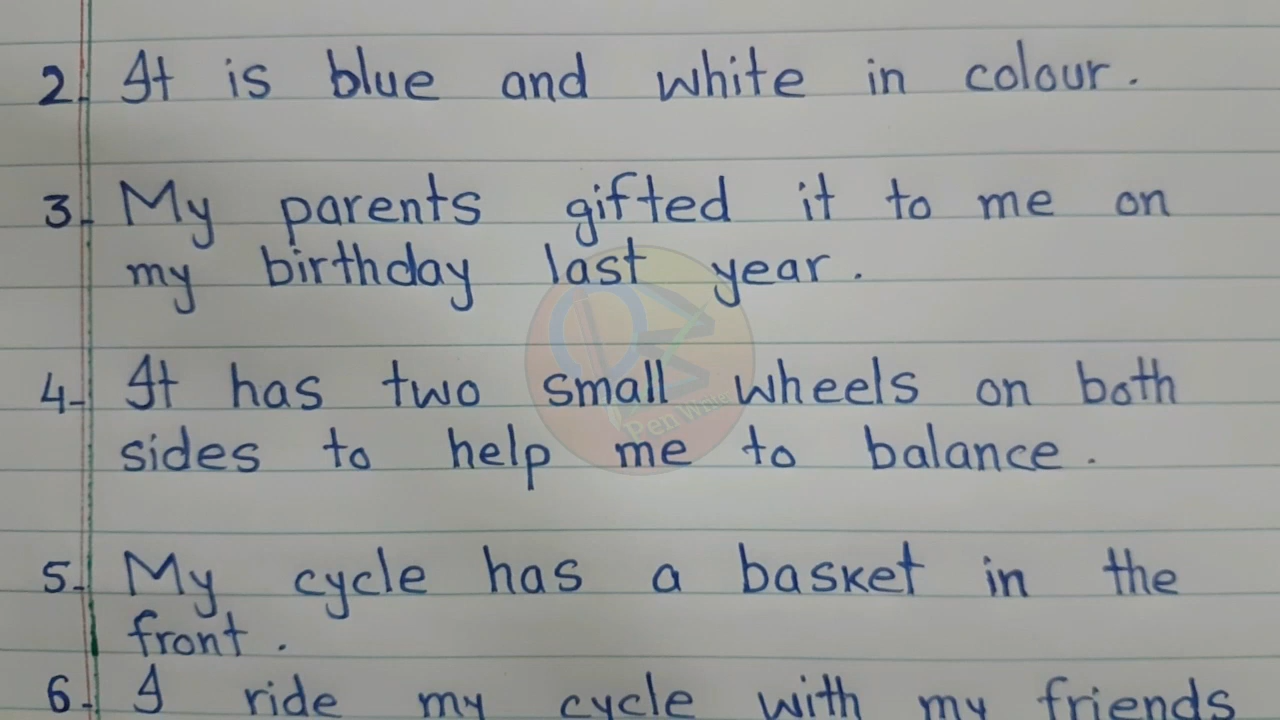 2. It is blue and white in colour.
3. My parents gifted it to me on
my birthday last year.
4. It has two small wheels on both
sides to help me to balance.
Pen Write
5. My cycle has a basket in the
front.
6. I ride my cycle with my friends